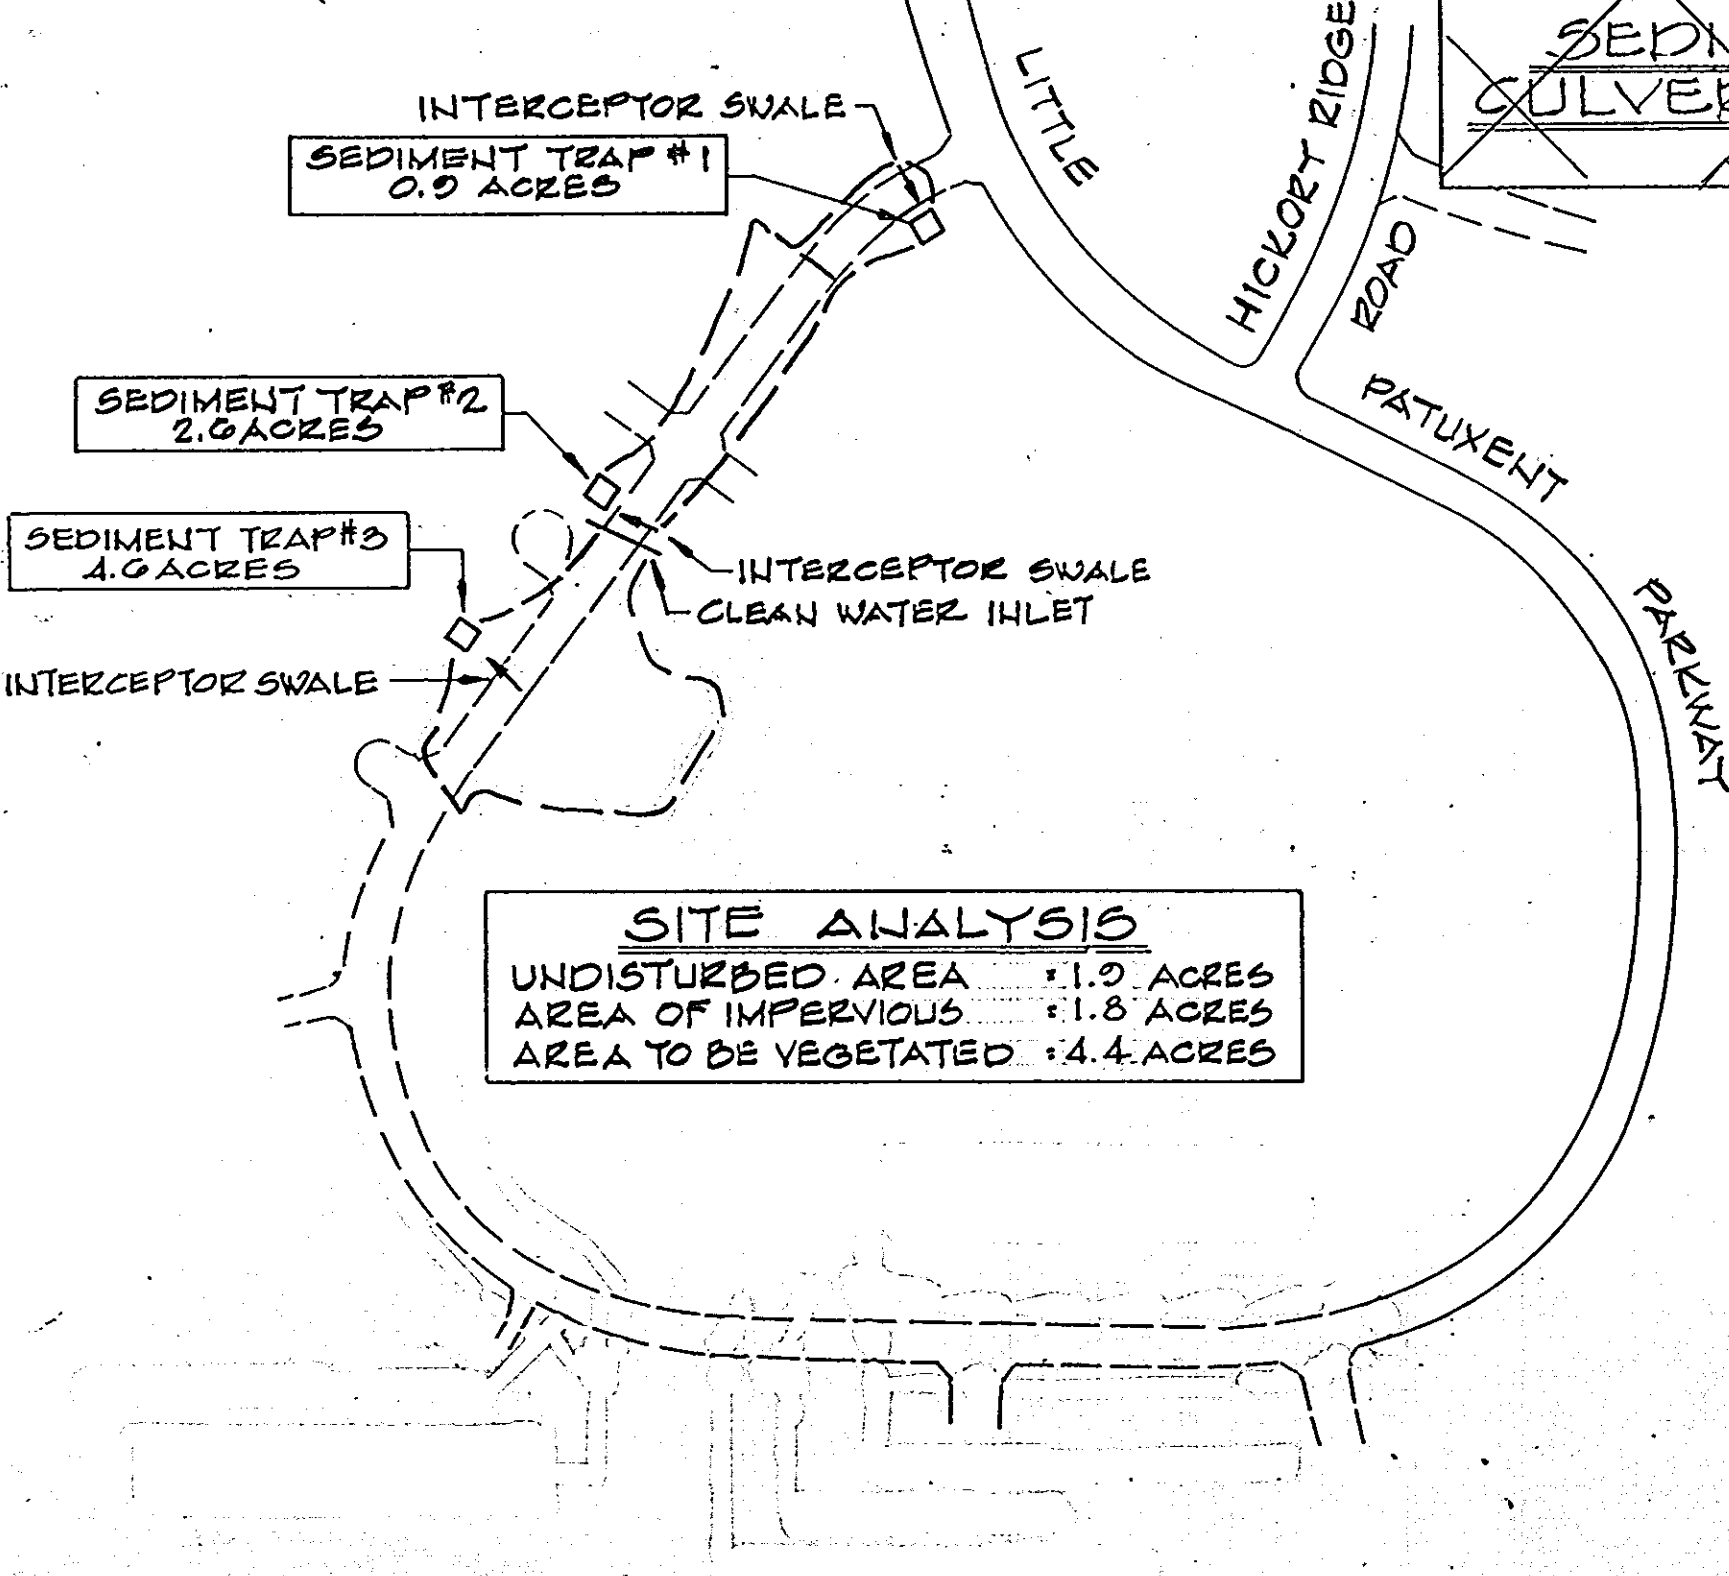 SEDI
CULVE
INTERCEPTOR SWALE
SEDIMENT TRAP #1
0.9 ACRES
LITTLE
HICKORY RIDGE
ROAD
PATUXENT
PARKWAY
SEDIMENT TRAP #2
2.6 ACRES
SEDIMENT TRAP #3
4.6 ACRES
INTERCEPTOR SWALE
CLEAN WATER INLET
INTERCEPTOR SWALE
SITE ANALYSIS
UNDISTURBED AREA : 1.9 ACRES
AREA OF IMPERVIOUS : 1.8 ACRES
AREA TO BE VEGETATED : 4.4 ACRES